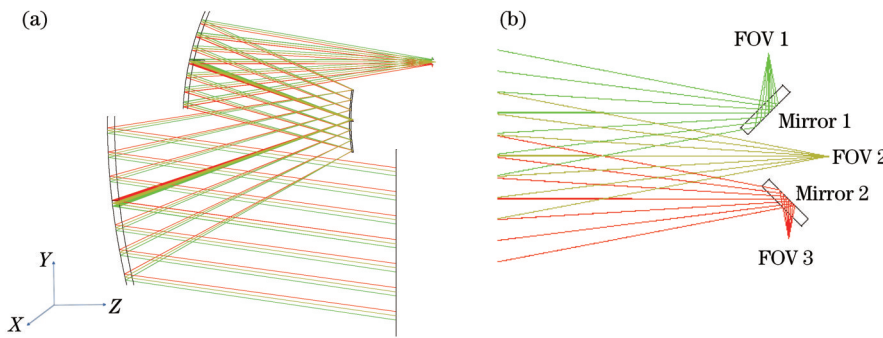 (a)
Y
Z
X
(b)
FOV 1
Mirror 1
FOV 2
Mirror 2
FOV 3